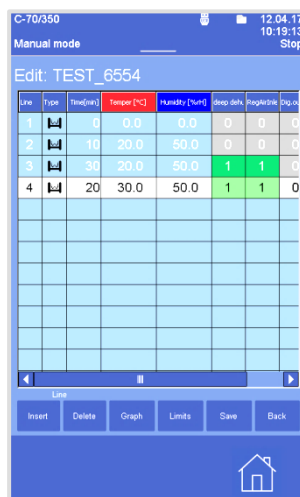 C-70/350 12.04.17
10:19:13
Manual mode Stop
Edit: TEST_6554
Line Type Time[min] Temper [°C] Humidity [%rH] deep dehu. RegAirInle Dig.ou
1 0 0.0 0.0 0 0 0
2 10 20.0 50.0 0 0 0
3 30 20.0 50.0 1 1 0
4 20 30.0 50.0 1 1 0
Line
Insert Delete Graph Limits Save Back